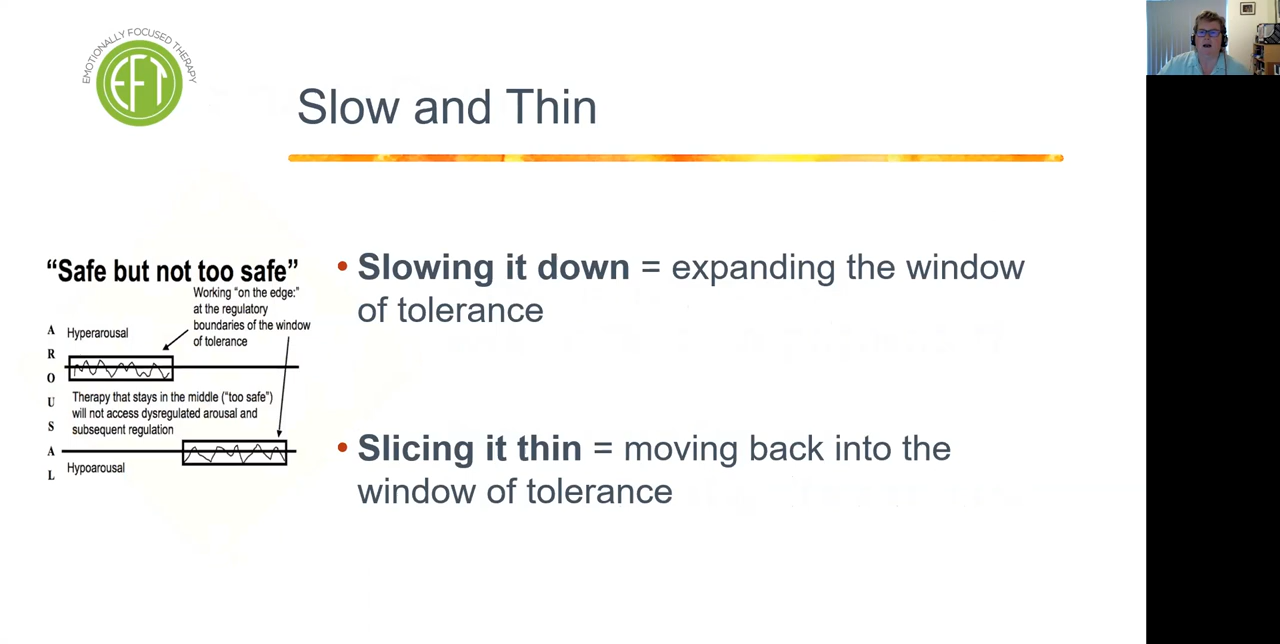 EMOTIONALLY FOCUSED THERAPY
EFT
Slow and Thin
“Safe but not too safe”
Working “on the edge:”
at the regulatory
boundaries of the window
of tolerance
AROUSAL
Hyperarousal
Therapy that stays in the middle (“too safe”)
will not access dysregulated arousal and
subsequent regulation
Hypoarousal
• Slowing it down = expanding the window
of tolerance
• Slicing it thin = moving back into the
window of tolerance